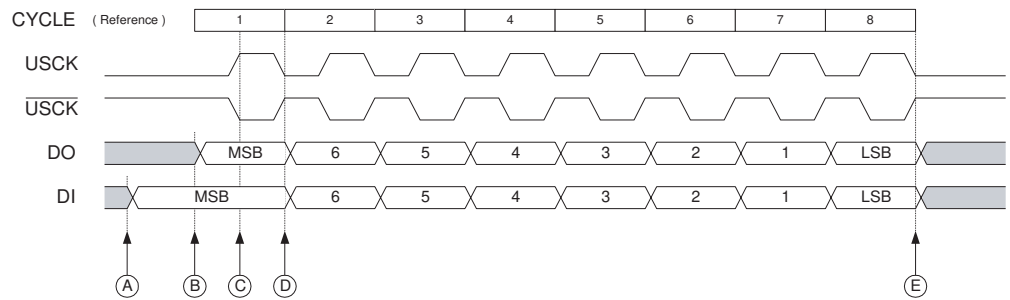 CYCLE ( Reference ) 1 2 3 4 5 6 7 8
USCK
USCK
DO MSB 6 5 4 3 2 1 LSB
DI MSB 6 5 4 3 2 1 LSB
A B C D E